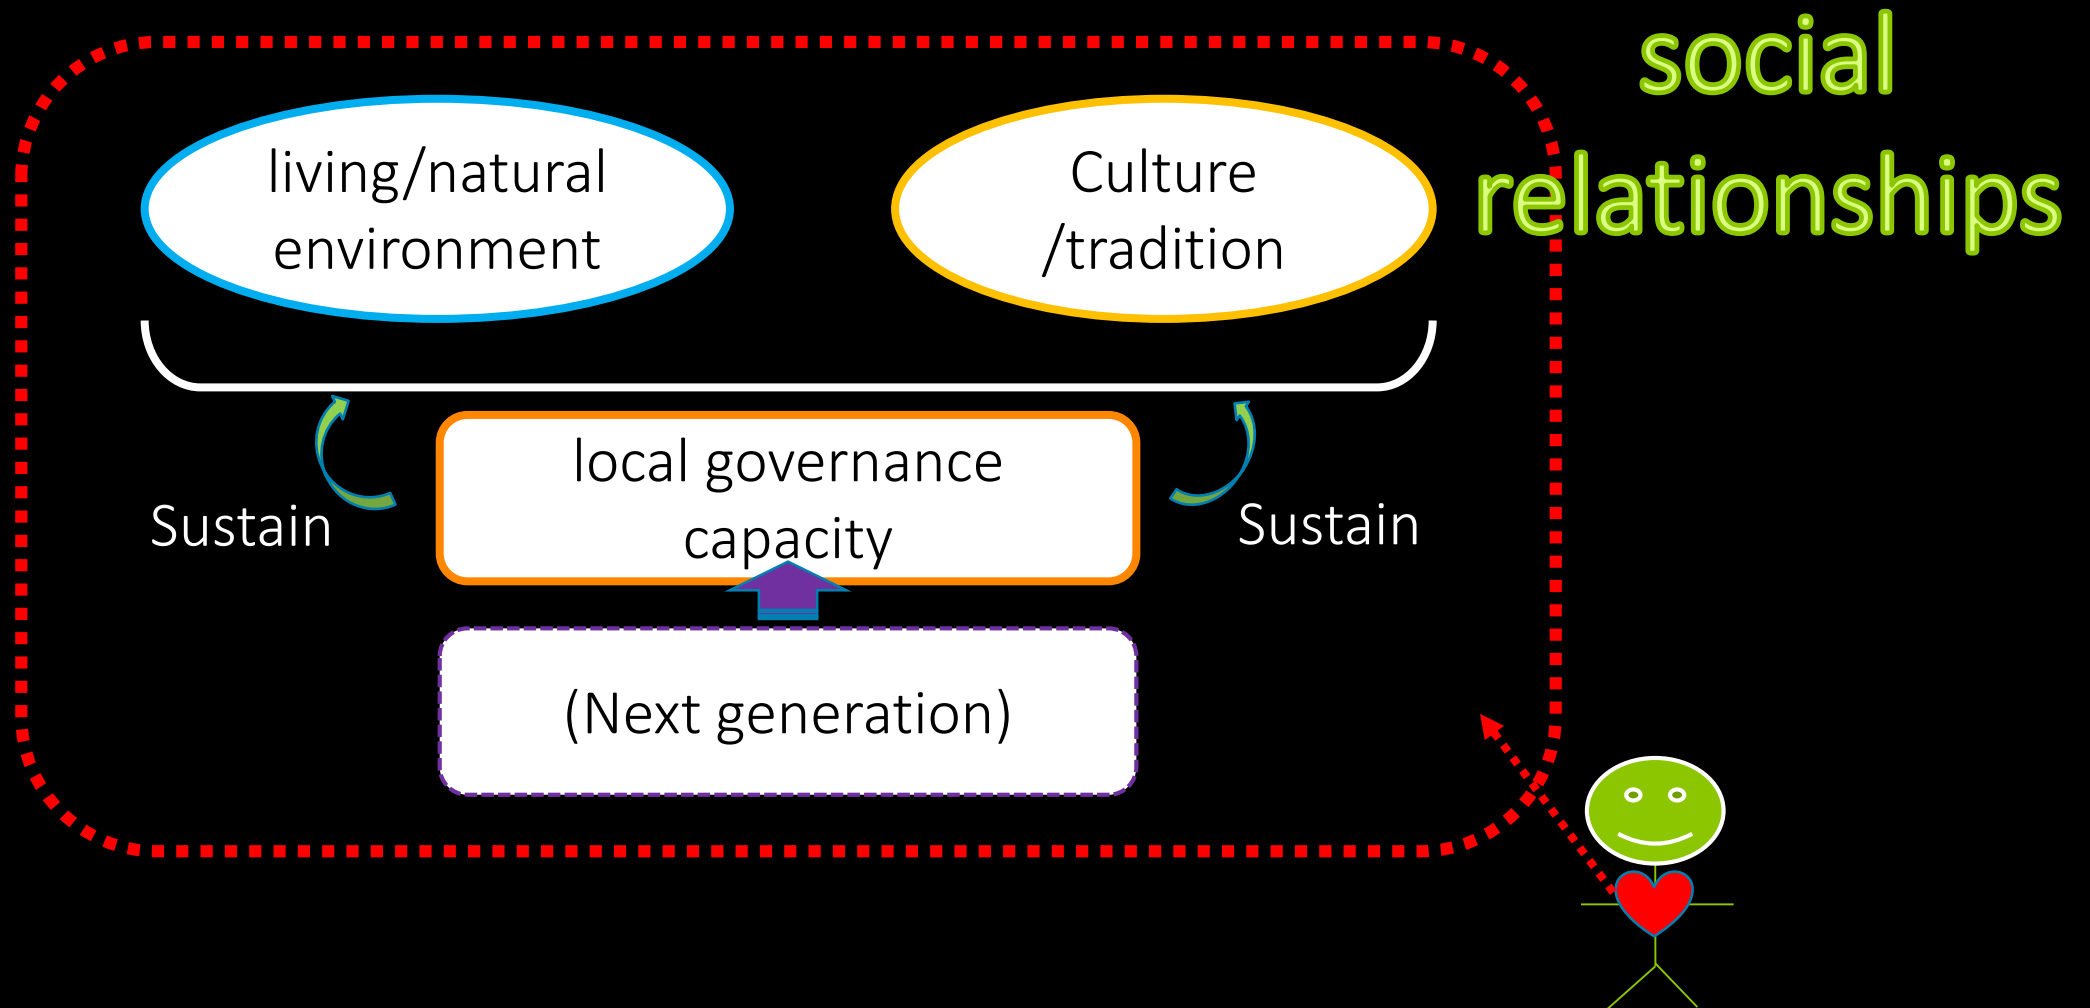 social
relationships
living/natural
environment
Culture
/tradition
local governance
capacity
Sustain
Sustain
(Next generation)